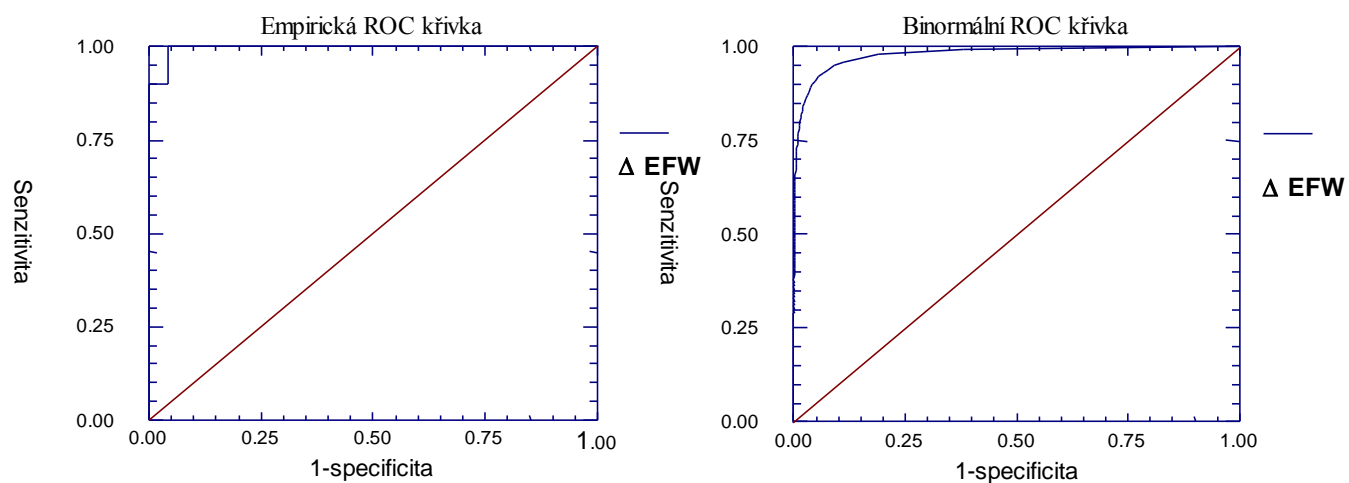 Empirická ROC křivka
1.00
0.75
0.50
0.25
0.00
Senzitivita
0.00 0.25 0.50 0.75 1.00
1-specificita
Δ EFW
Binormální ROC křivka
1.00
0.75
0.50
0.25
0.00
Senzitivita
0.00 0.25 0.50 0.75 1.00
1-specificita
Δ EFW